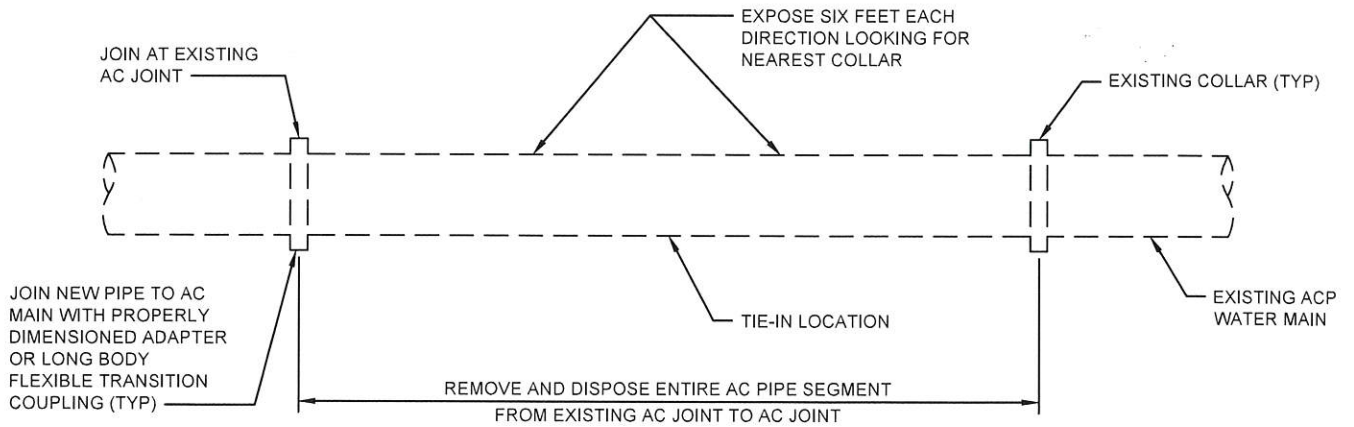 EXPOSE SIX FEET EACH
DIRECTION LOOKING FOR
NEAREST COLLAR
JOIN AT EXISTING
AC JOINT
EXISTING COLLAR (TYP)
JOIN NEW PIPE TO AC
MAIN WITH PROPERLY
DIMENSIONED ADAPTER
OR LONG BODY
FLEXIBLE TRANSITION
COUPLING (TYP)
TIE-IN LOCATION
EXISTING ACP
WATER MAIN
REMOVE AND DISPOSE ENTIRE AC PIPE SEGMENT
FROM EXISTING AC JOINT TO AC JOINT